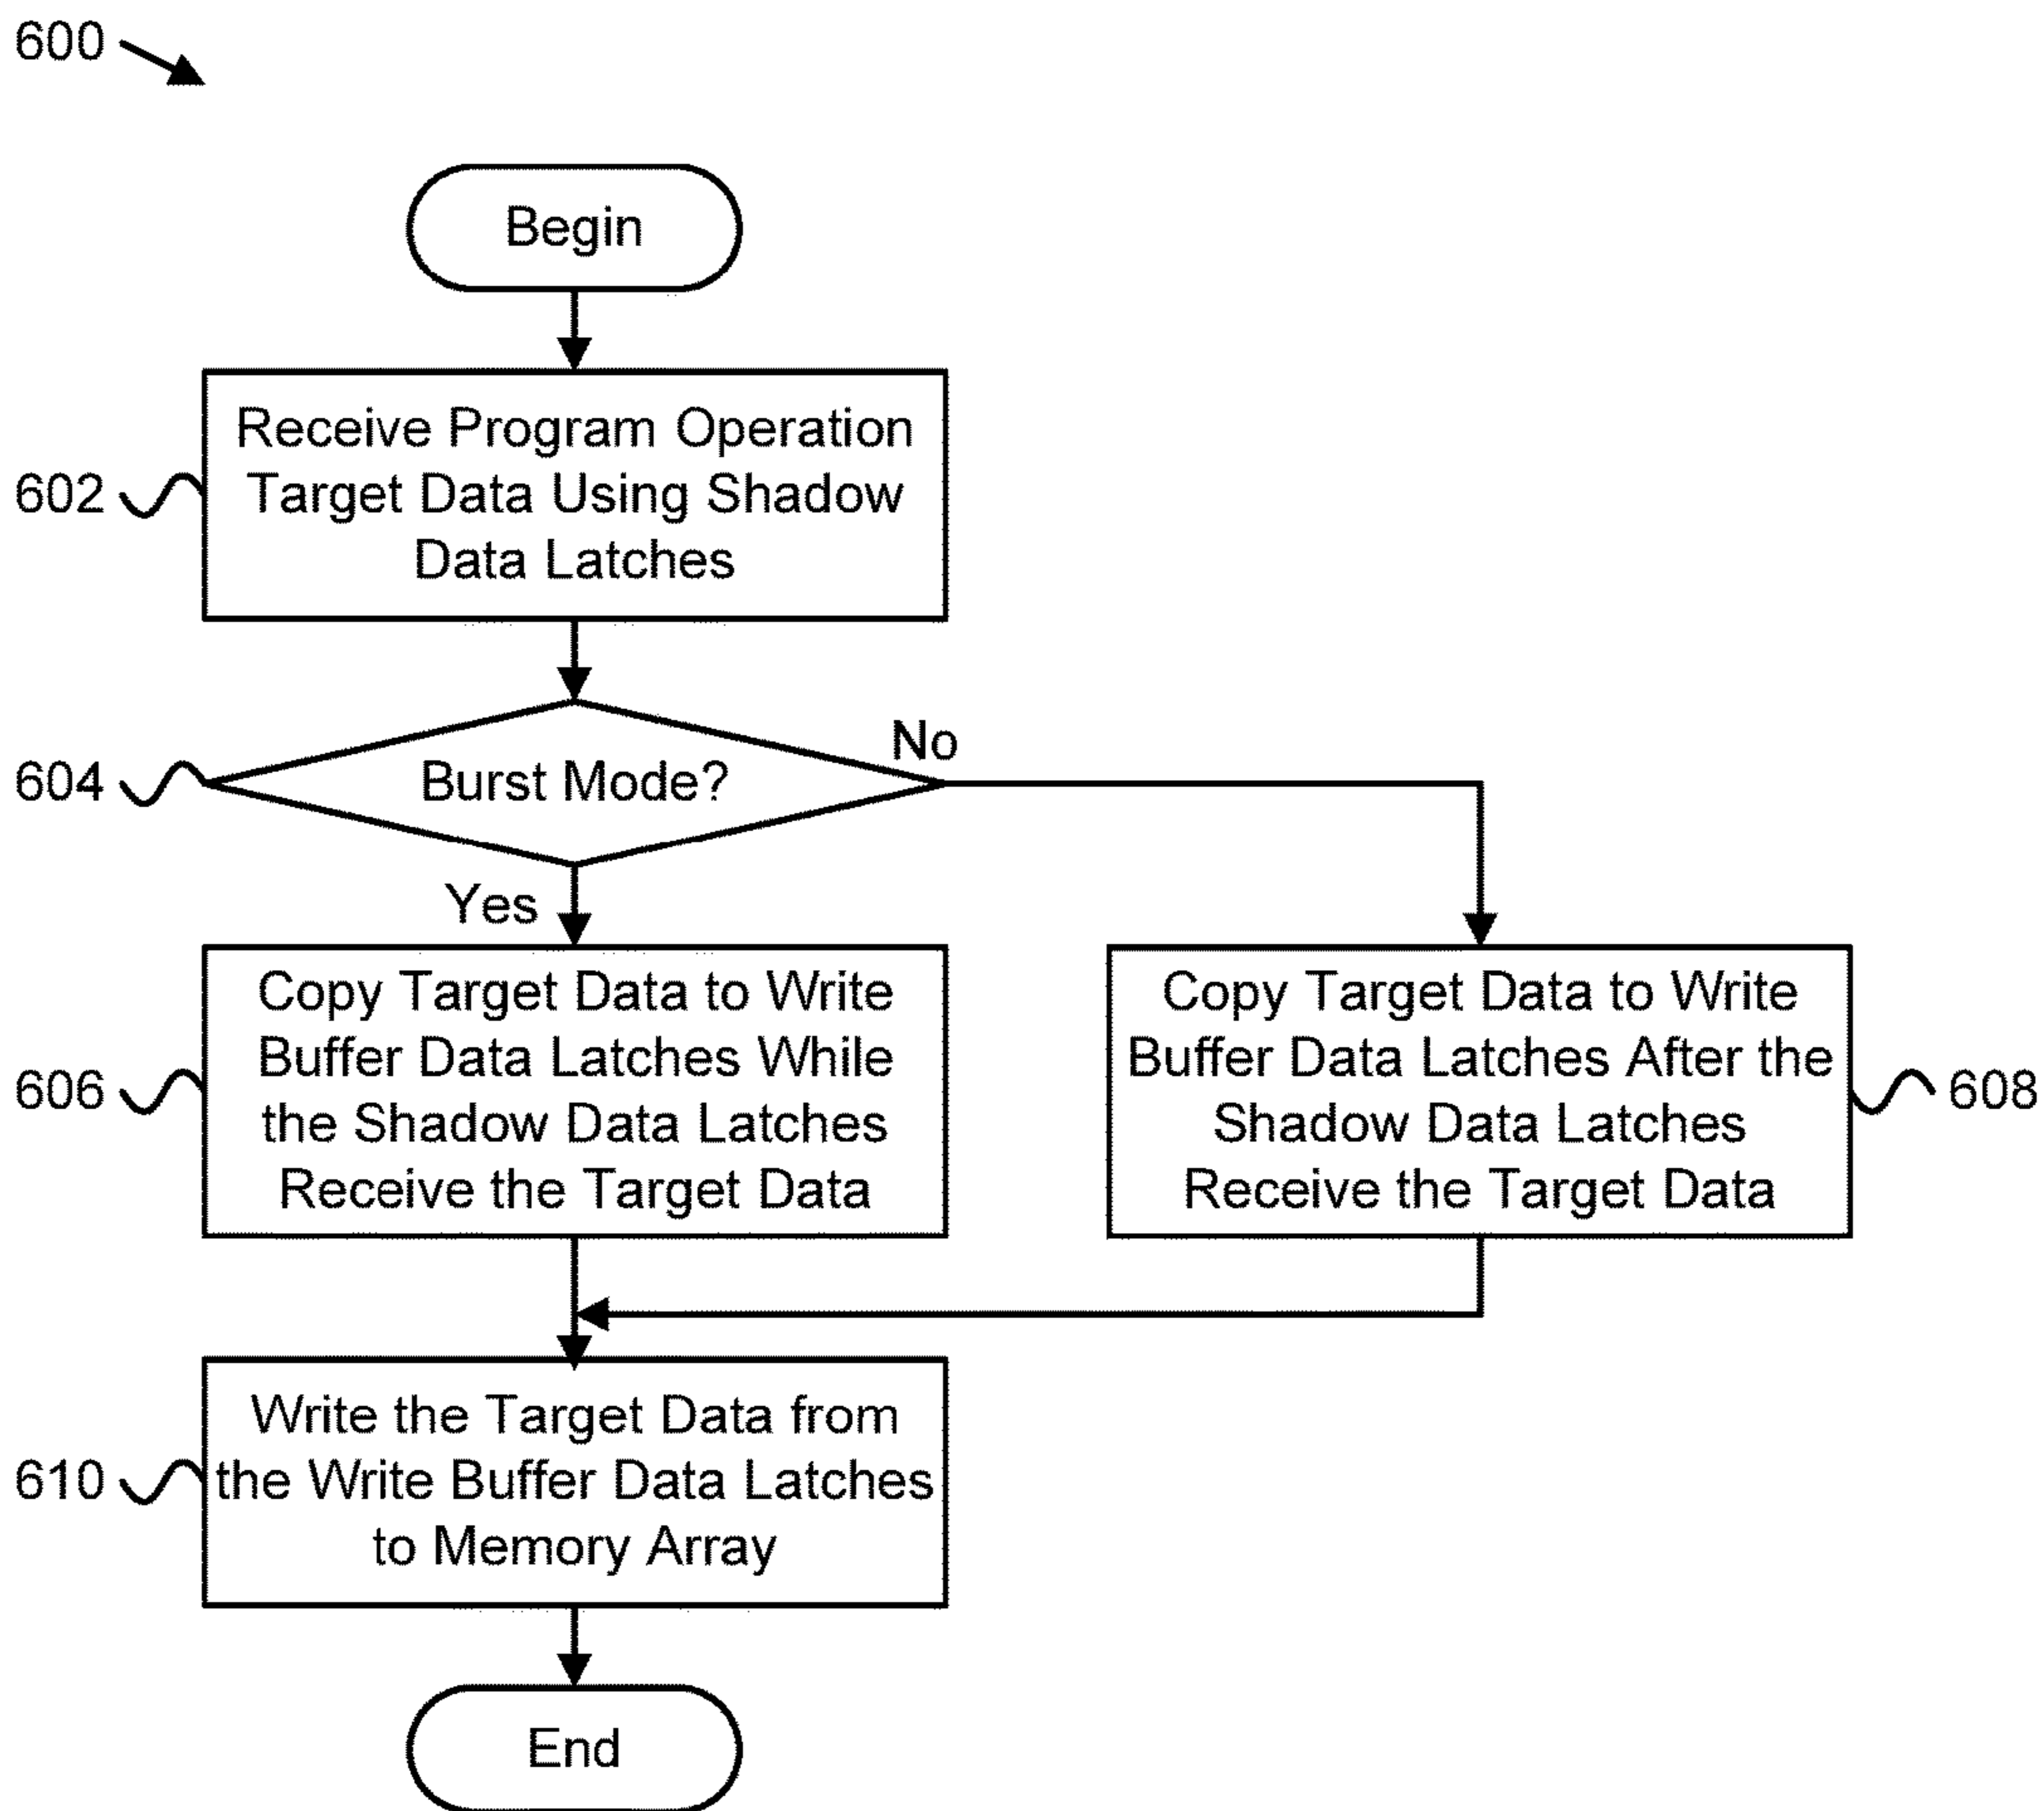 600
Begin
602
Receive Program Operation
Target Data Using Shadow
Data Latches
604
Burst Mode?
No
Yes
606
Copy Target Data to Write
Buffer Data Latches While
the Shadow Data Latches
Receive the Target Data
Copy Target Data to Write
Buffer Data Latches After the
Shadow Data Latches
Receive the Target Data
608
610
Write the Target Data from
the Write Buffer Data Latches
to Memory Array
End